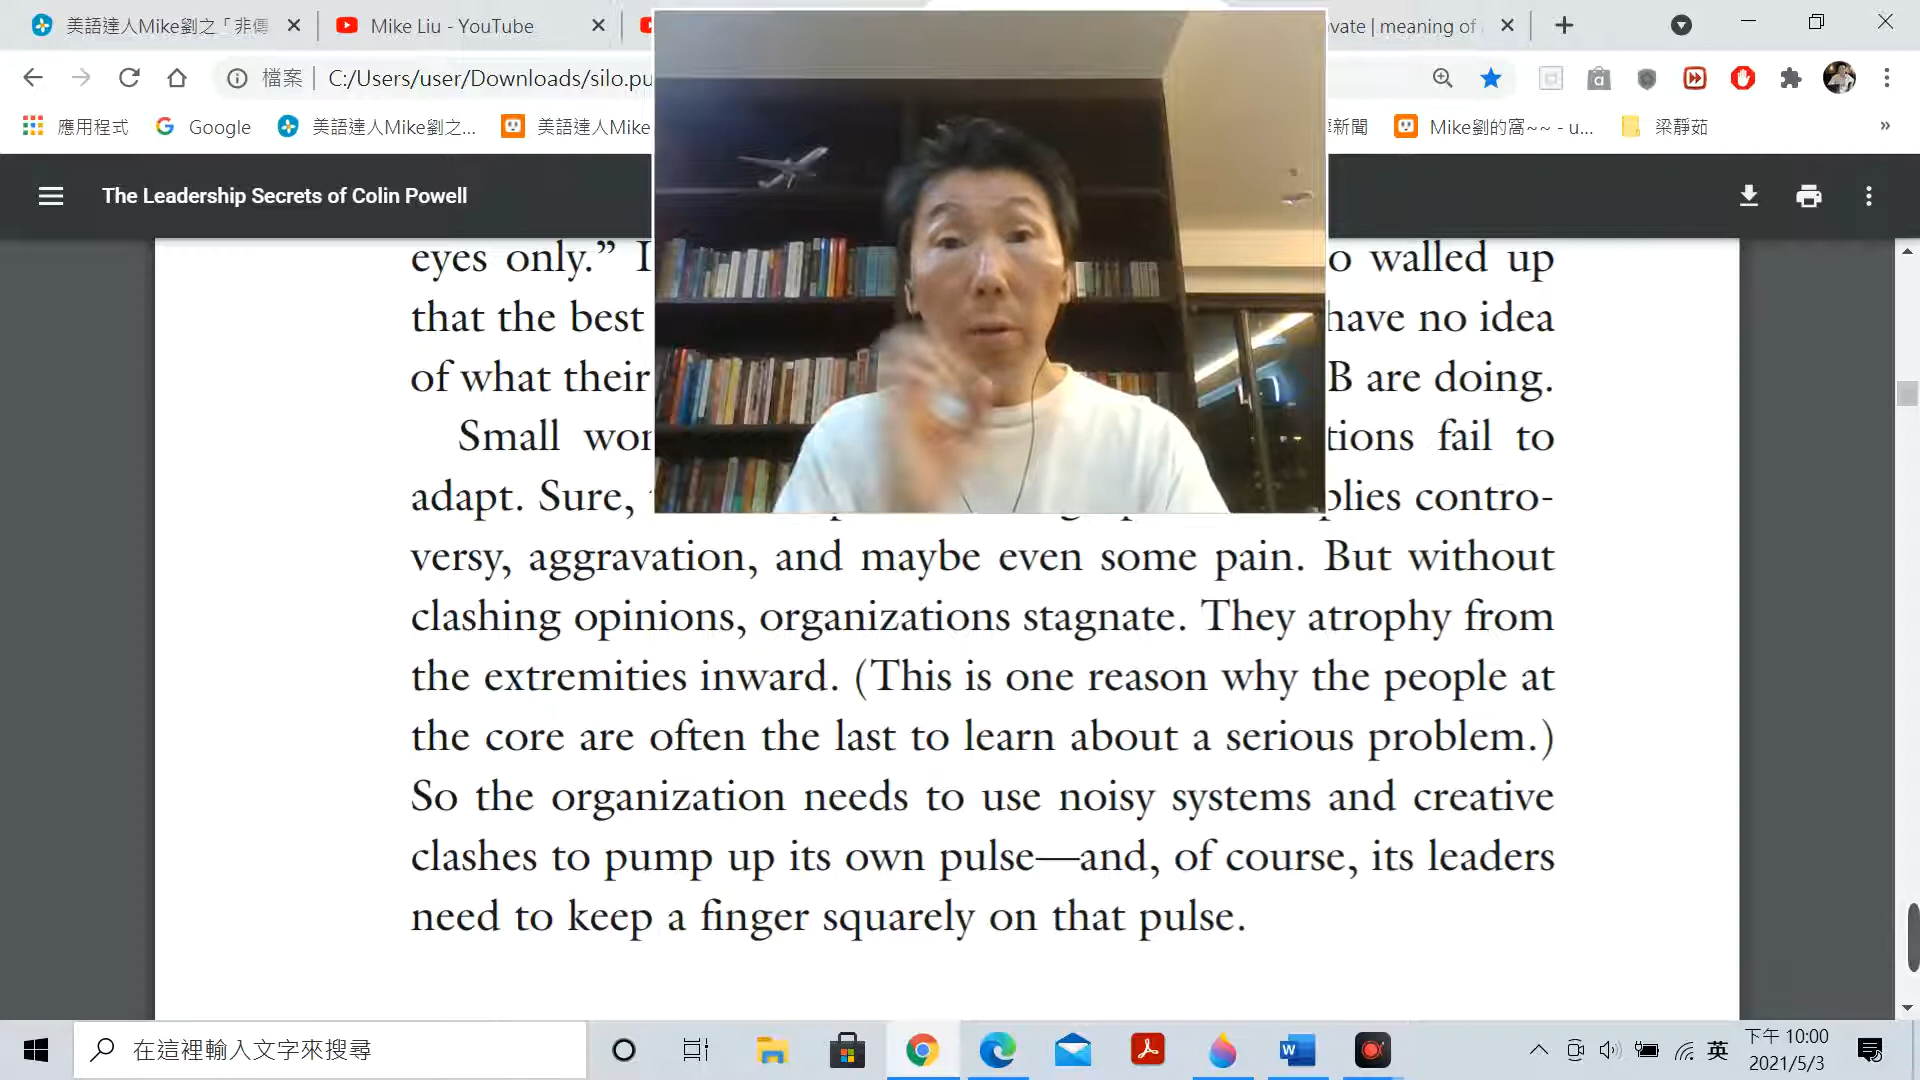 美語達人Mike劉之「非傳
Mike Liu - YouTube
vate | meaning of
檔案
C:/Users/user/Downloads/silo.pu
應用程式
Google
美語達人Mike劉之...
美語達人Mike
新聞
Mike劉的窩~~ - u...
梁靜茹
»
The Leadership Secrets of Colin Powell
eyes only.” I o walled up
that the best have no idea
of what their B are doing.
Small wor tions fail to
adapt. Sure, plies contro-
versy, aggravation, and maybe even some pain. But without
clashing opinions, organizations stagnate. They atrophy from
the extremities inward. (This is one reason why the people at
the core are often the last to learn about a serious problem.)
So the organization needs to use noisy systems and creative
clashes to pump up its own pulse—and, of course, its leaders
need to keep a finger squarely on that pulse.
在這裡輸入文字來搜尋
英
下午 10:00
2021/5/3